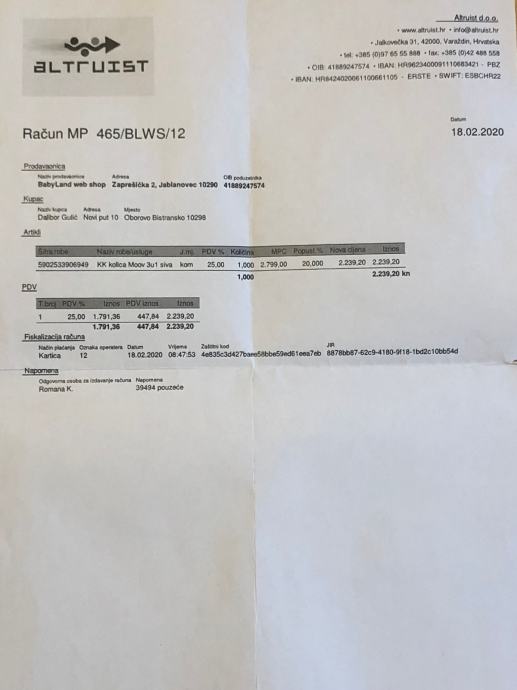 ALTRUIST
Altruist d.o.o.
• www.altruist.hr • info@altruist.hr
• Jalkovečka 31, 42000, Varaždin, Hrvatska
• tel: +385 (0)97 65 55 888 • fax: +385 (0)42 488 558
• OIB: 41889247574 • IBAN: HR9623400091110683421 - PBZ
• IBAN: HR8424020061100661105 - ERSTE • SWIFT: ESBCHR22
Račun MP 465/BLWS/12
Datum
18.02.2020
Prodavaonica
Naziv prodavaonice Adresa OIB poduzetnika
BabyLand web shop Zaprešićka 2, Jablanovec 10290 41889247574
Kupac
Naziv kupca Adresa Mjesto
Dalibor Gulić Novi put 10 Oborovo Bistransko 10298
Artikli
Šifra robe Naziv robe/usluge J.mj. PDV % Količina MPC Popust % Nova cijena Iznos
5902533906949 KK kolica Moov 3u1 siva kom 25,00 1,000 2.799,00 20,000 2.239,20 2.239,20
1,000 2.239,20 kn
PDV
T.broj PDV % Iznos PDV iznos Iznos
1 25,00 1.791,36 447,84 2.239,20
1.791,36 447,84 2.239,20
Fiskalizacija računa
Način plaćanja Oznaka operatera Datum Vrijeme Zaštitni kod JIR
Kartica 12 18.02.2020 08:47:53 4e835c3d427baee58bbe59ed61eea7eb 8878bb87-62c9-4180-9f18-1bd2c10bb54d
Napomena
Odgovorna osoba za izdavanje računa Napomena
Romana K. 39494 pouzeće